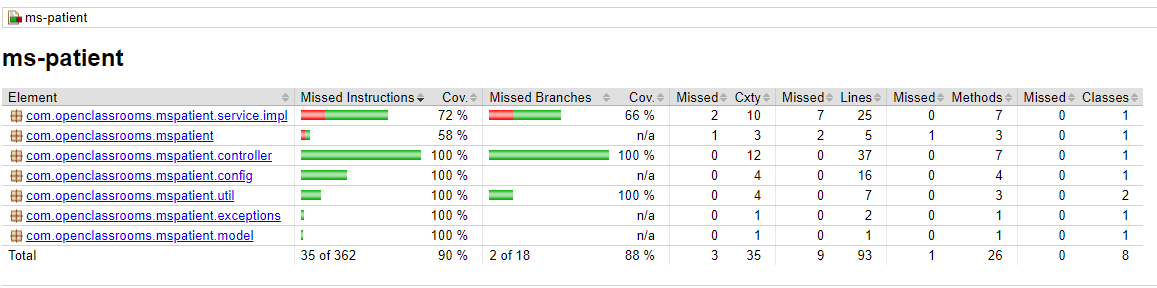 ms-patient
ms-patient
Element Missed Instructions Cov. Missed Branches Cov. Missed Cxty Missed Lines Missed Methods Missed Classes
com.openclassrooms.mspatient.service.impl 72 % 66 % 2 10 7 25 0 7 0 1
com.openclassrooms.mspatient 58 % n/a 1 3 2 5 1 3 0 1
com.openclassrooms.mspatient.controller 100 % 100 % 0 12 0 37 0 7 0 1
com.openclassrooms.mspatient.config 100 % n/a 0 4 0 16 0 4 0 1
com.openclassrooms.mspatient.util 100 % 100 % 0 4 0 7 0 3 0 2
com.openclassrooms.mspatient.exceptions 100 % n/a 0 1 0 2 0 1 0 1
com.openclassrooms.mspatient.model 100 % n/a 0 1 0 1 0 1 0 1
Total 35 of 362 90 % 2 of 18 88 % 3 35 9 93 1 26 0 8